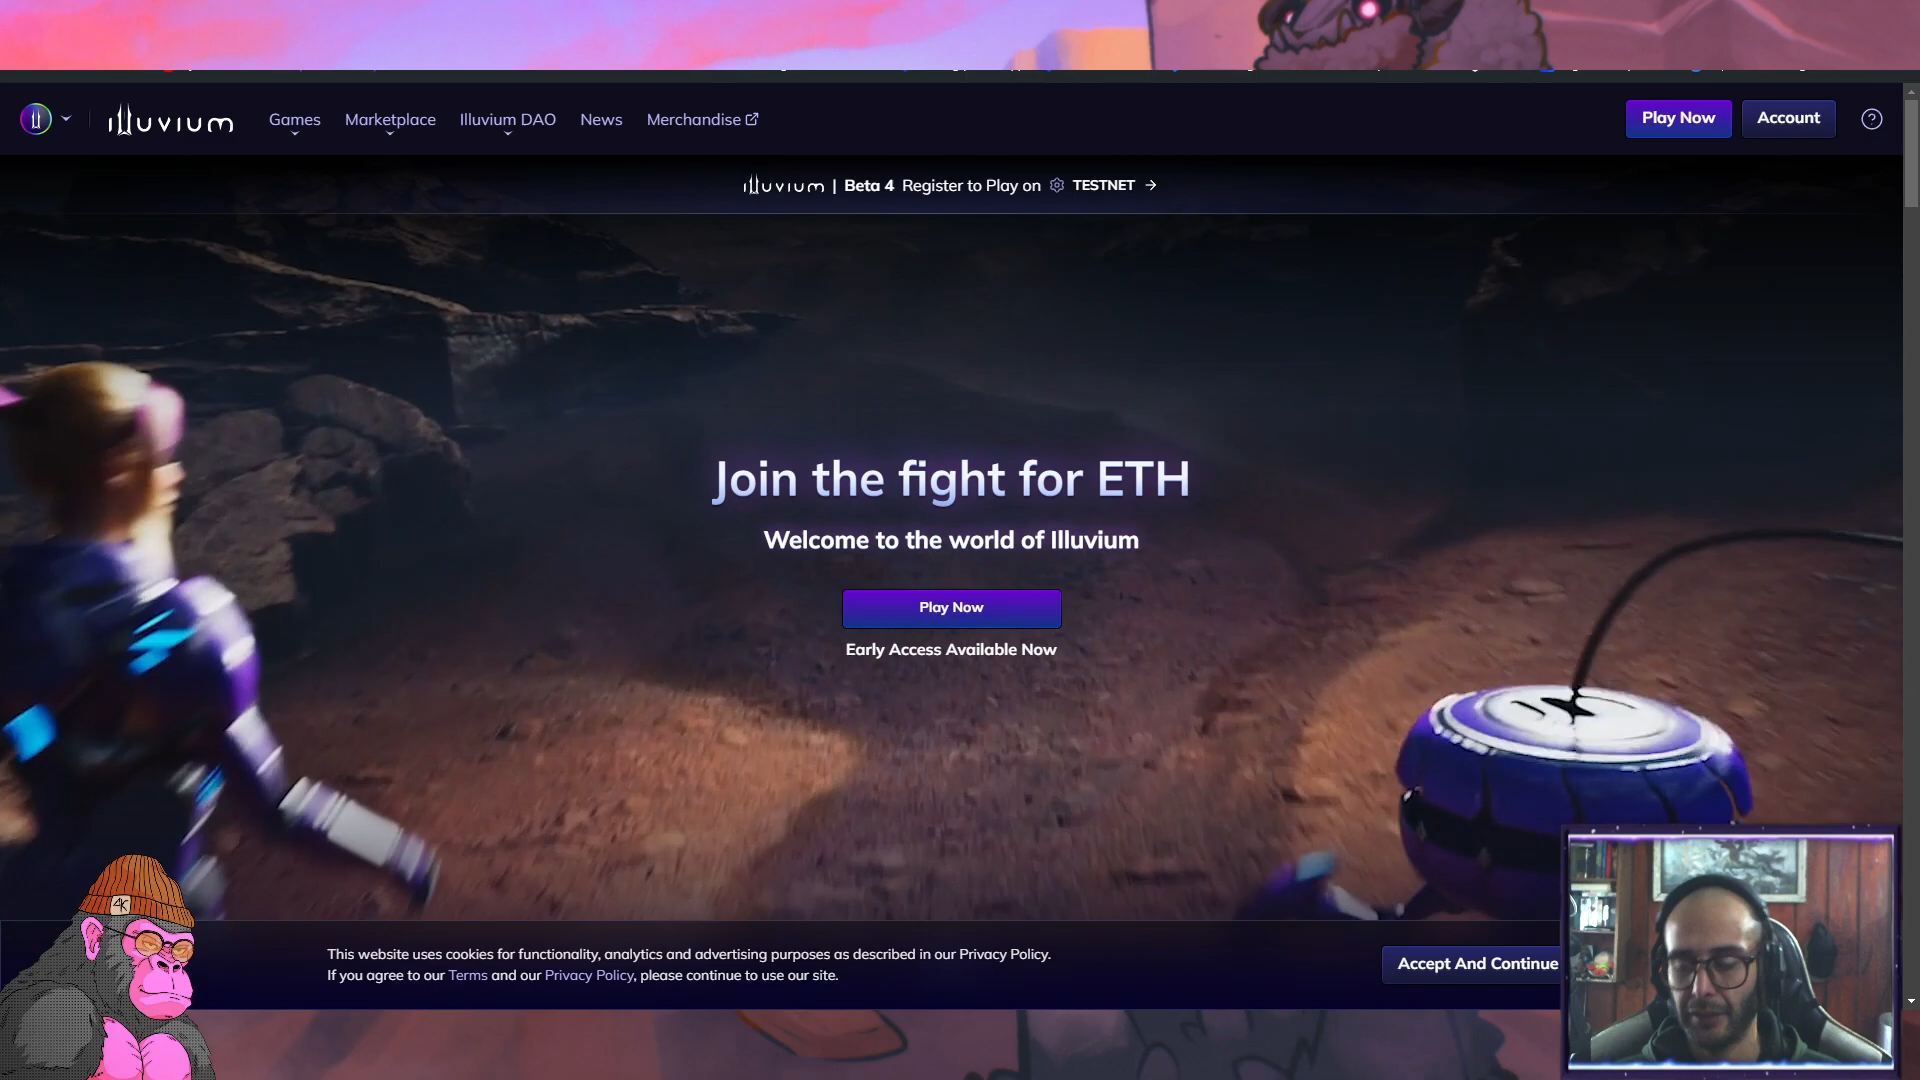 ILLUVIUM
Games
Marketplace
Illuvium DAO
News
Merchandise
Play Now
Account
?
ILLUVIUM | Beta 4 Register to Play on TESTNET →
Join the fight for ETH
Welcome to the world of Illuvium
Play Now
Early Access Available Now
This website uses cookies for functionality, analytics and advertising purposes as described in our Privacy Policy.
If you agree to our Terms and our Privacy Policy, please continue to use our site.
Accept And Continue
4K